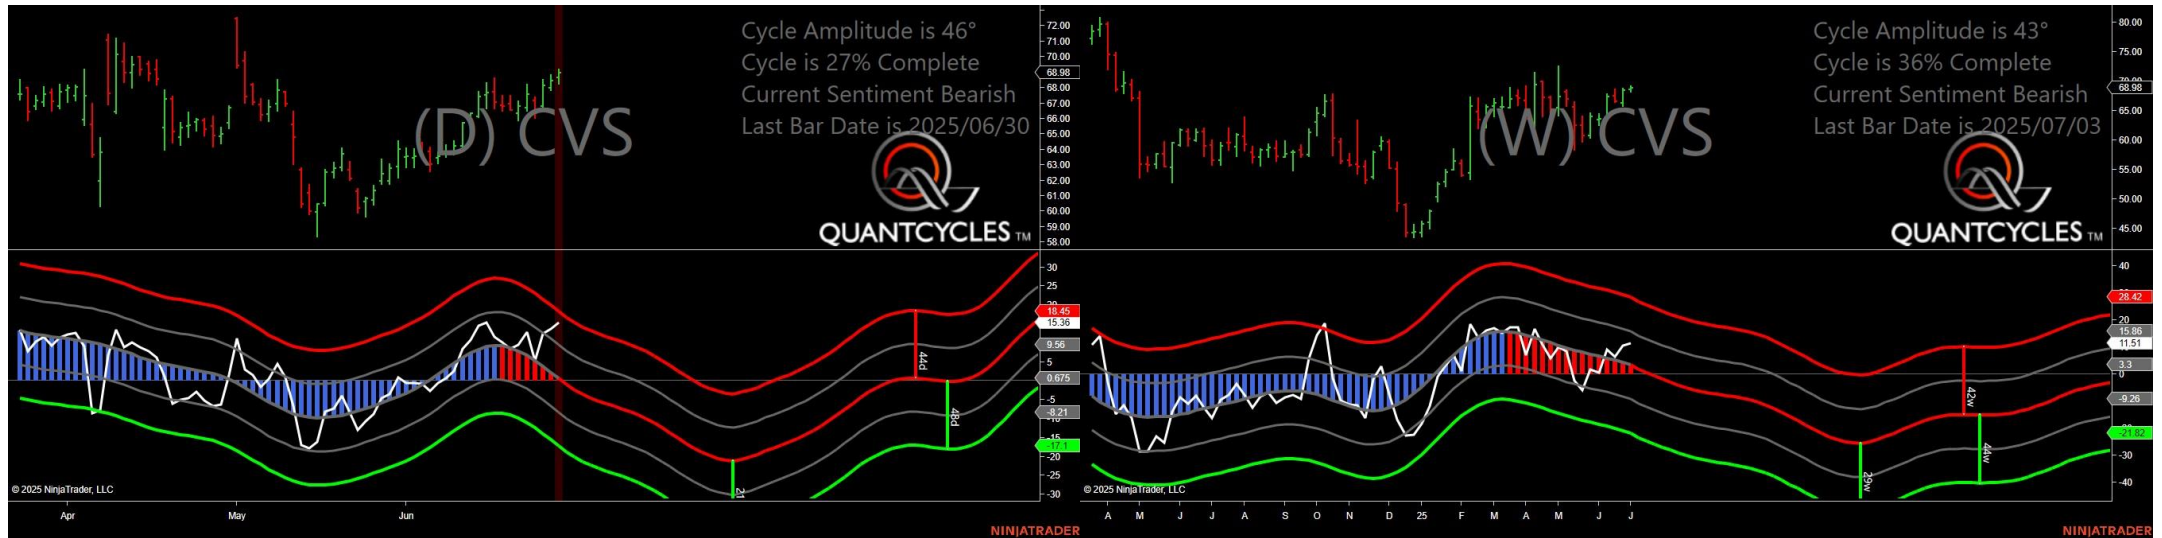 Cycle Amplitude is 46°
Cycle is 27% Complete
Current Sentiment Bearish
Last Bar Date is 2025/06/30
(D) CVS
QUANTCYCLES TM
72.00
71.00
70.00
68.98
68.00
67.00
66.00
65.00
64.00
63.00
62.00
61.00
60.00
59.00
58.00
30
25
18.45
15.36
9.56
5
0.675
-5
-8.21
-15
-17.1
-20
-25
-30
44d
48d
21
© 2025 NinjaTrader, LLC
Apr May Jun
NINJATRADER
Cycle Amplitude is 43°
Cycle is 36% Complete
Current Sentiment Bearish
Last Bar Date is 2025/07/03
(W) CVS
QUANTCYCLES TM
80.00
75.00
70.00
68.98
65.00
60.00
55.00
50.00
45.00
40
28.42
20
15.86
11.51
3.3
0
-9.26
-21.82
-30
-40
42w
44w
29w
© 2025 NinjaTrader, LLC
A M J J A S O N D 25 F M A M J J
NINJATRADER